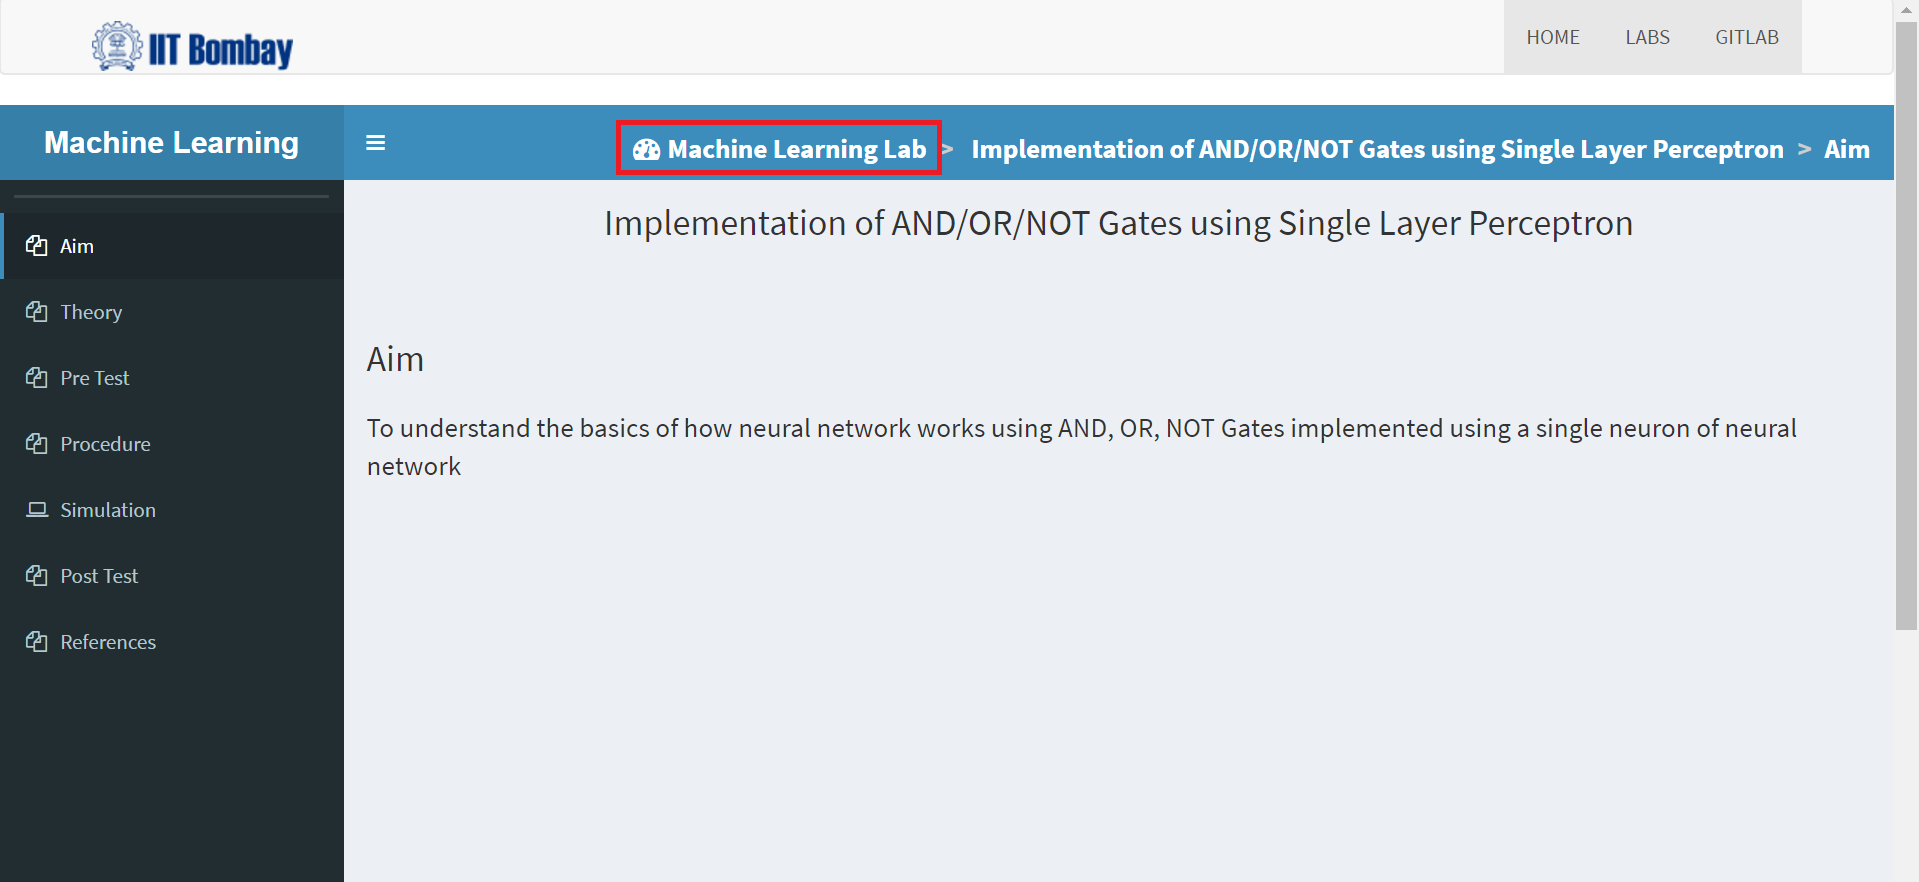 IIT Bombay
HOME LABS GITLAB
Machine Learning
Machine Learning Lab > Implementation of AND/OR/NOT Gates using Single Layer Perceptron > Aim
Implementation of AND/OR/NOT Gates using Single Layer Perceptron
Aim
Theory
Pre Test
Procedure
Simulation
Post Test
References
Aim
To understand the basics of how neural network works using AND, OR, NOT Gates implemented using a single neuron of neural
network